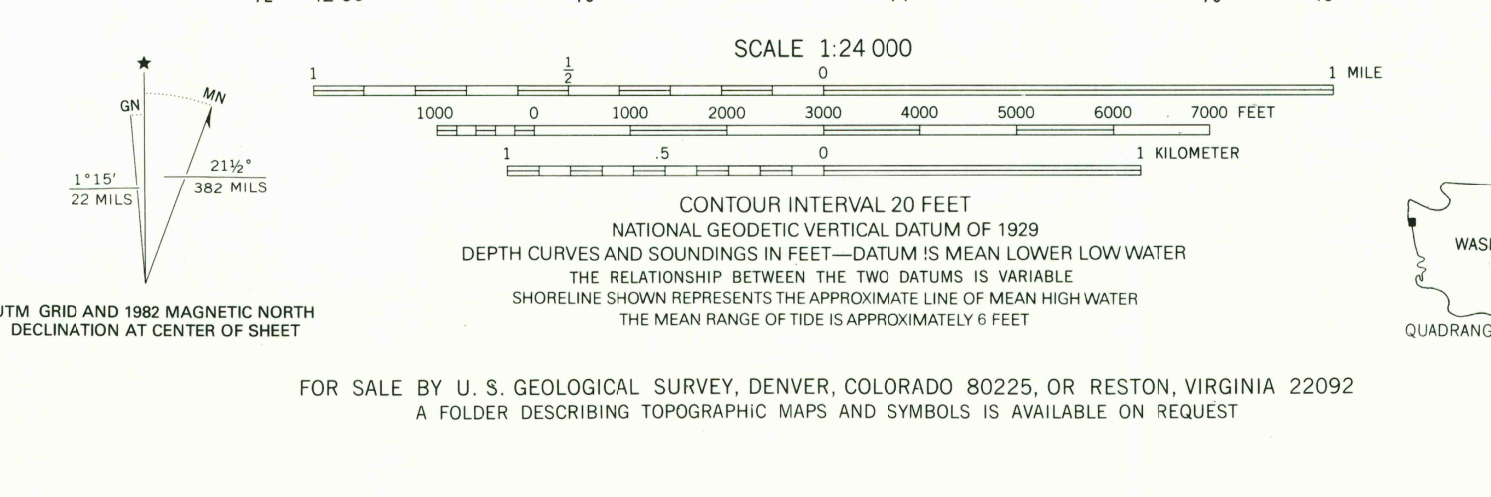 SCALE 1:24 000
1 1/2 0 1 MILE
1000 0 1000 2000 3000 4000 5000 6000 7000 FEET
1 .5 0 1 KILOMETER
GN
MN
1°15′
22 MILS
21½°
382 MILS
UTM GRID AND 1982 MAGNETIC NORTH
DECLINATION AT CENTER OF SHEET
CONTOUR INTERVAL 20 FEET
NATIONAL GEODETIC VERTICAL DATUM OF 1929
DEPTH CURVES AND SOUNDINGS IN FEET—DATUM IS MEAN LOWER LOW WATER
THE RELATIONSHIP BETWEEN THE TWO DATUMS IS VARIABLE
SHORELINE SHOWN REPRESENTS THE APPROXIMATE LINE OF MEAN HIGH WATER
THE MEAN RANGE OF TIDE IS APPROXIMATELY 6 FEET
WASH
QUADRANG
FOR SALE BY U. S. GEOLOGICAL SURVEY, DENVER, COLORADO 80225, OR RESTON, VIRGINIA 22092
A FOLDER DESCRIBING TOPOGRAPHIC MAPS AND SYMBOLS IS AVAILABLE ON REQUEST